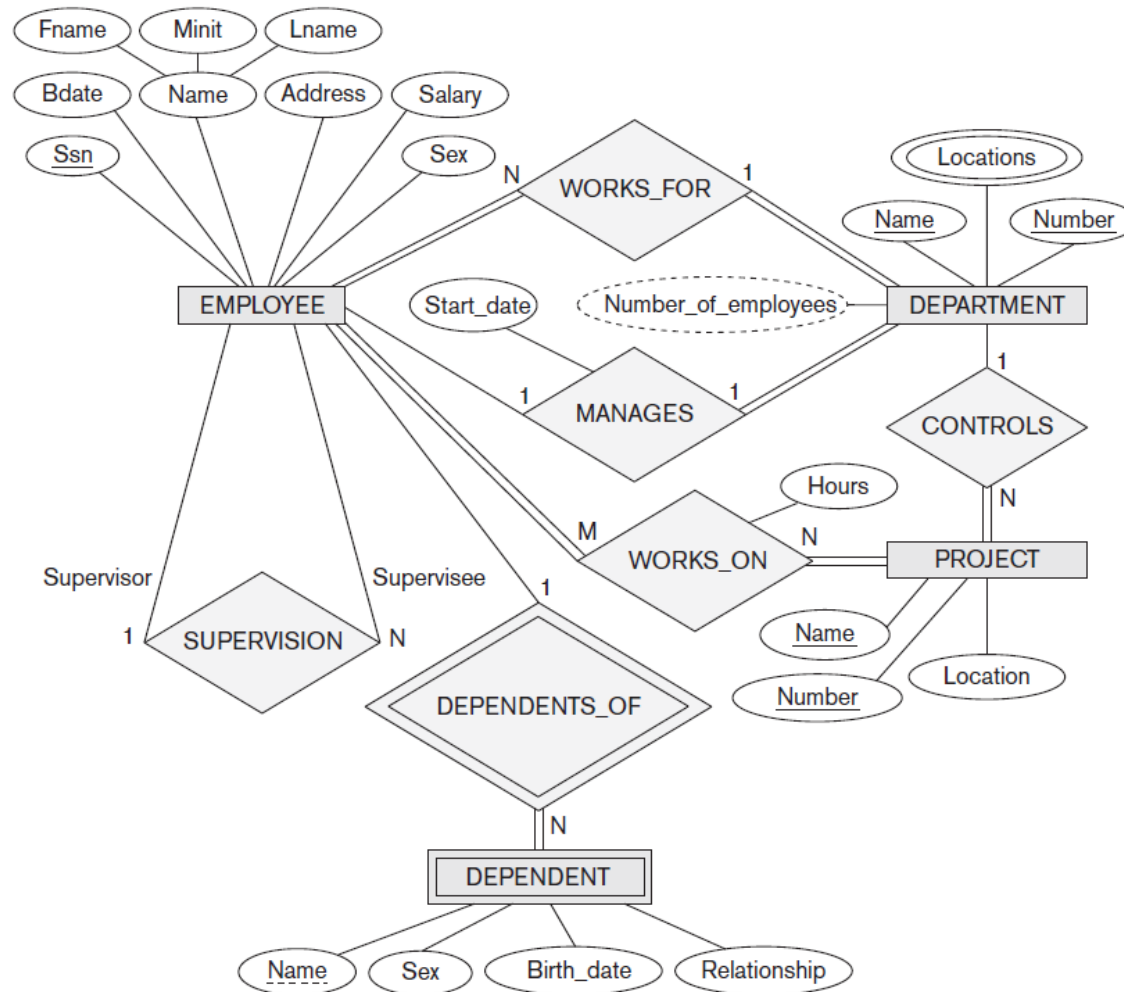 Fname
Minit
Lname
Bdate
Name
Address
Salary
Ssn
Sex
N
WORKS_FOR
1
Locations
Name
Number
EMPLOYEE
Start_date
Number_of_employees
DEPARTMENT
1
MANAGES
1
1
CONTROLS
N
Hours
M
WORKS_ON
N
PROJECT
Supervisor
Supervisee
1
SUPERVISION
N
1
Name
Number
Location
DEPENDENTS_OF
N
DEPENDENT
Name
Sex
Birth_date
Relationship